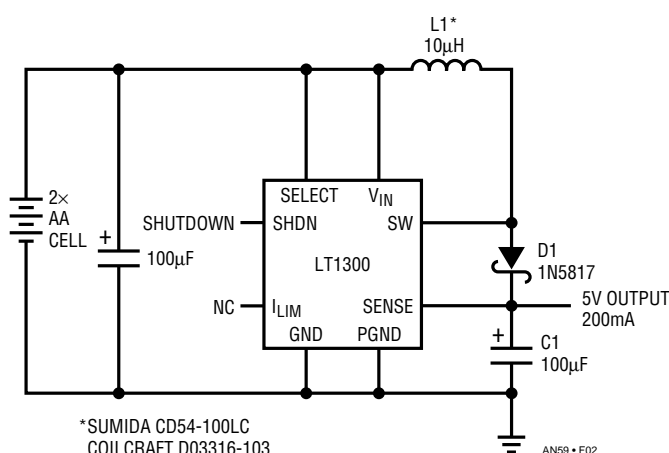 L1*
10µH
2×
AA
CELL
+
100µF
SHUTDOWN
NC
SELECT
VIN
SHDN
SW
LT1300
ILIM
SENSE
GND
PGND
D1
1N5817
5V OUTPUT
200mA
+
C1
100µF
*SUMIDA CD54-100LC
COILCRAFT D03316-103
AN59 • F02